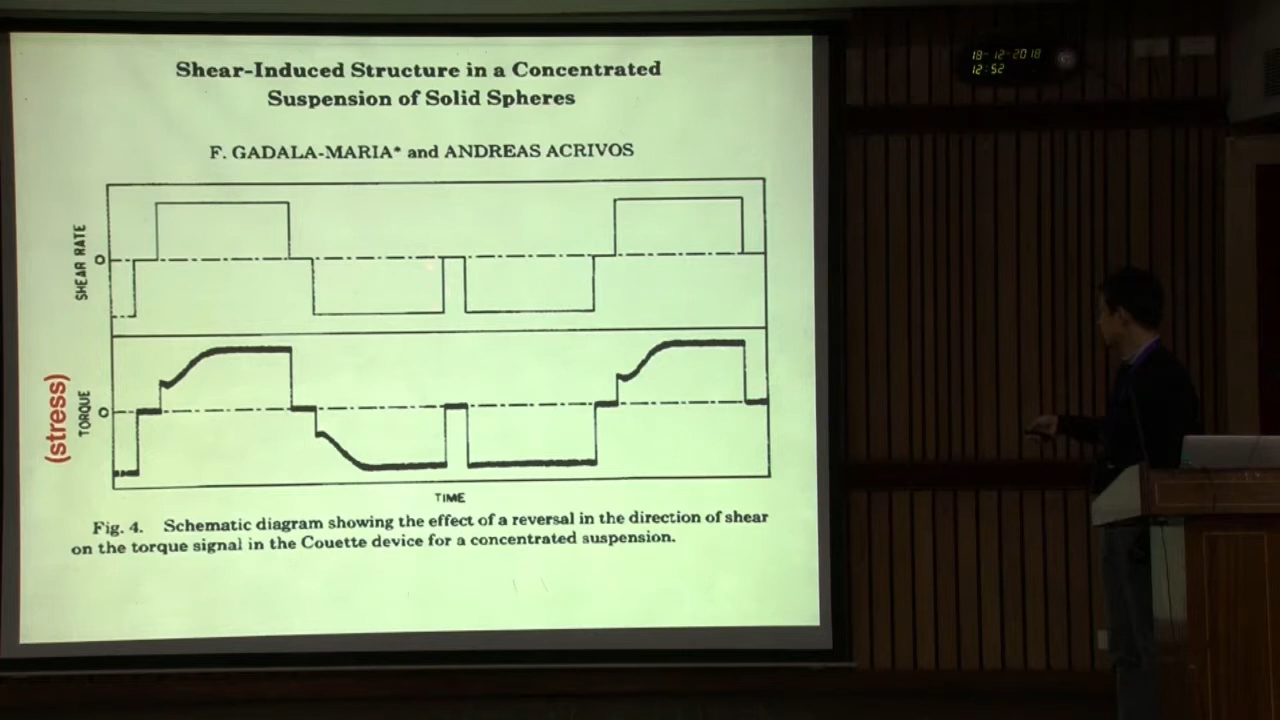 18-12-2018
12:52
Shear-Induced Structure in a Concentrated
Suspension of Solid Spheres
F. GADALA-MARIA* and ANDREAS ACRIVOS
SHEAR RATE
0
(stress)
TORQUE
0
TIME
Fig. 4. Schematic diagram showing the effect of a reversal in the direction of shear
on the torque signal in the Couette device for a concentrated suspension.